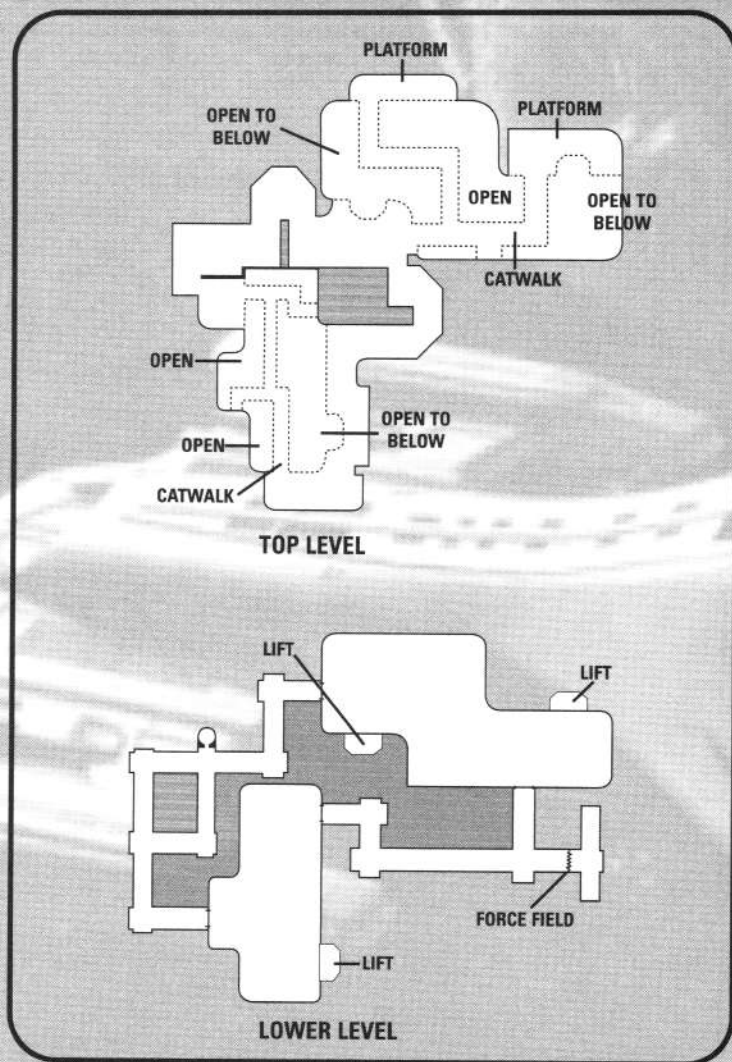 PLATFORM
OPEN TO
BELOW
PLATFORM
OPEN
OPEN TO
BELOW
CATWALK
OPEN
OPEN TO
BELOW
OPEN
CATWALK
TOP LEVEL
LIFT
LIFT
FORCE FIELD
LIFT
LOWER LEVEL